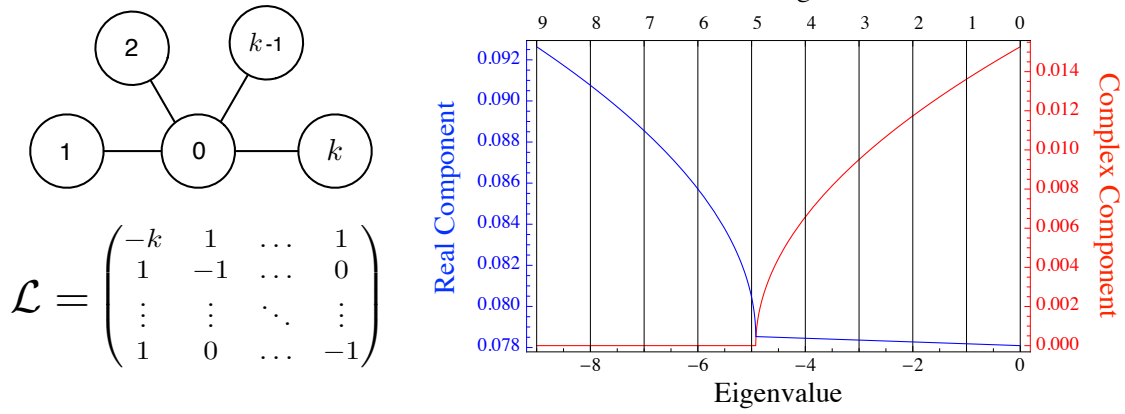 2
k-1
1
0
k
ℒ = 
-k 1 … 1
1 -1 … 0
⋮ ⋮ ⋱ ⋮
1 0 … -1
9 8 7 6 5 4 3 2 1 0
Real Component
0.092
0.090
0.088
0.086
0.084
0.082
0.080
0.078
0.014
0.012
0.010
0.008
0.006
0.004
0.002
0.000
Complex Component
-8 -6 -4 -2 0
Eigenvalue